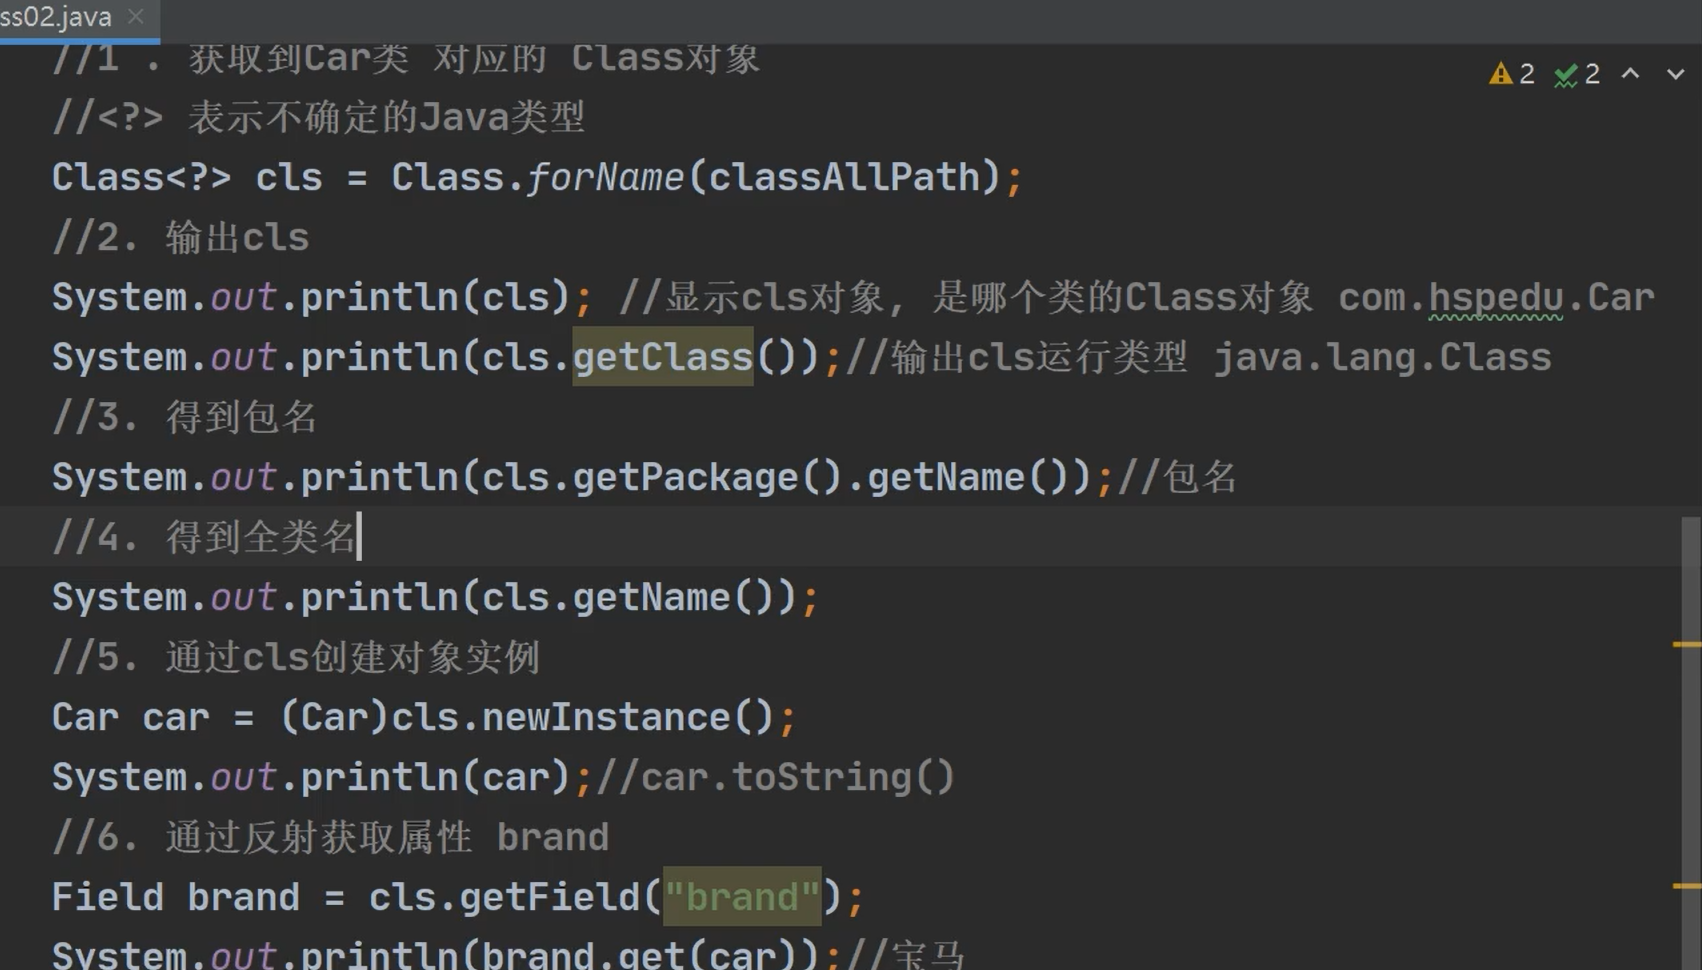 ss02.java
2 2
//1 . 获取到Car类 对应的 Class对象
//<?> 表示不确定的Java类型
Class<?> cls = Class.forName(classAllPath);
//2. 输出cls
System.out.println(cls); //显示cls对象, 是哪个类的Class对象 com.hspedu.Car
System.out.println(cls.getClass());//输出cls运行类型 java.lang.Class
//3. 得到包名
System.out.println(cls.getPackage().getName());//包名
//4. 得到全类名
System.out.println(cls.getName());
//5. 通过cls创建对象实例
Car car = (Car)cls.newInstance();
System.out.println(car);//car.toString()
//6. 通过反射获取属性 brand
Field brand = cls.getField("brand");
System.out.println(brand.get(car));//宝马